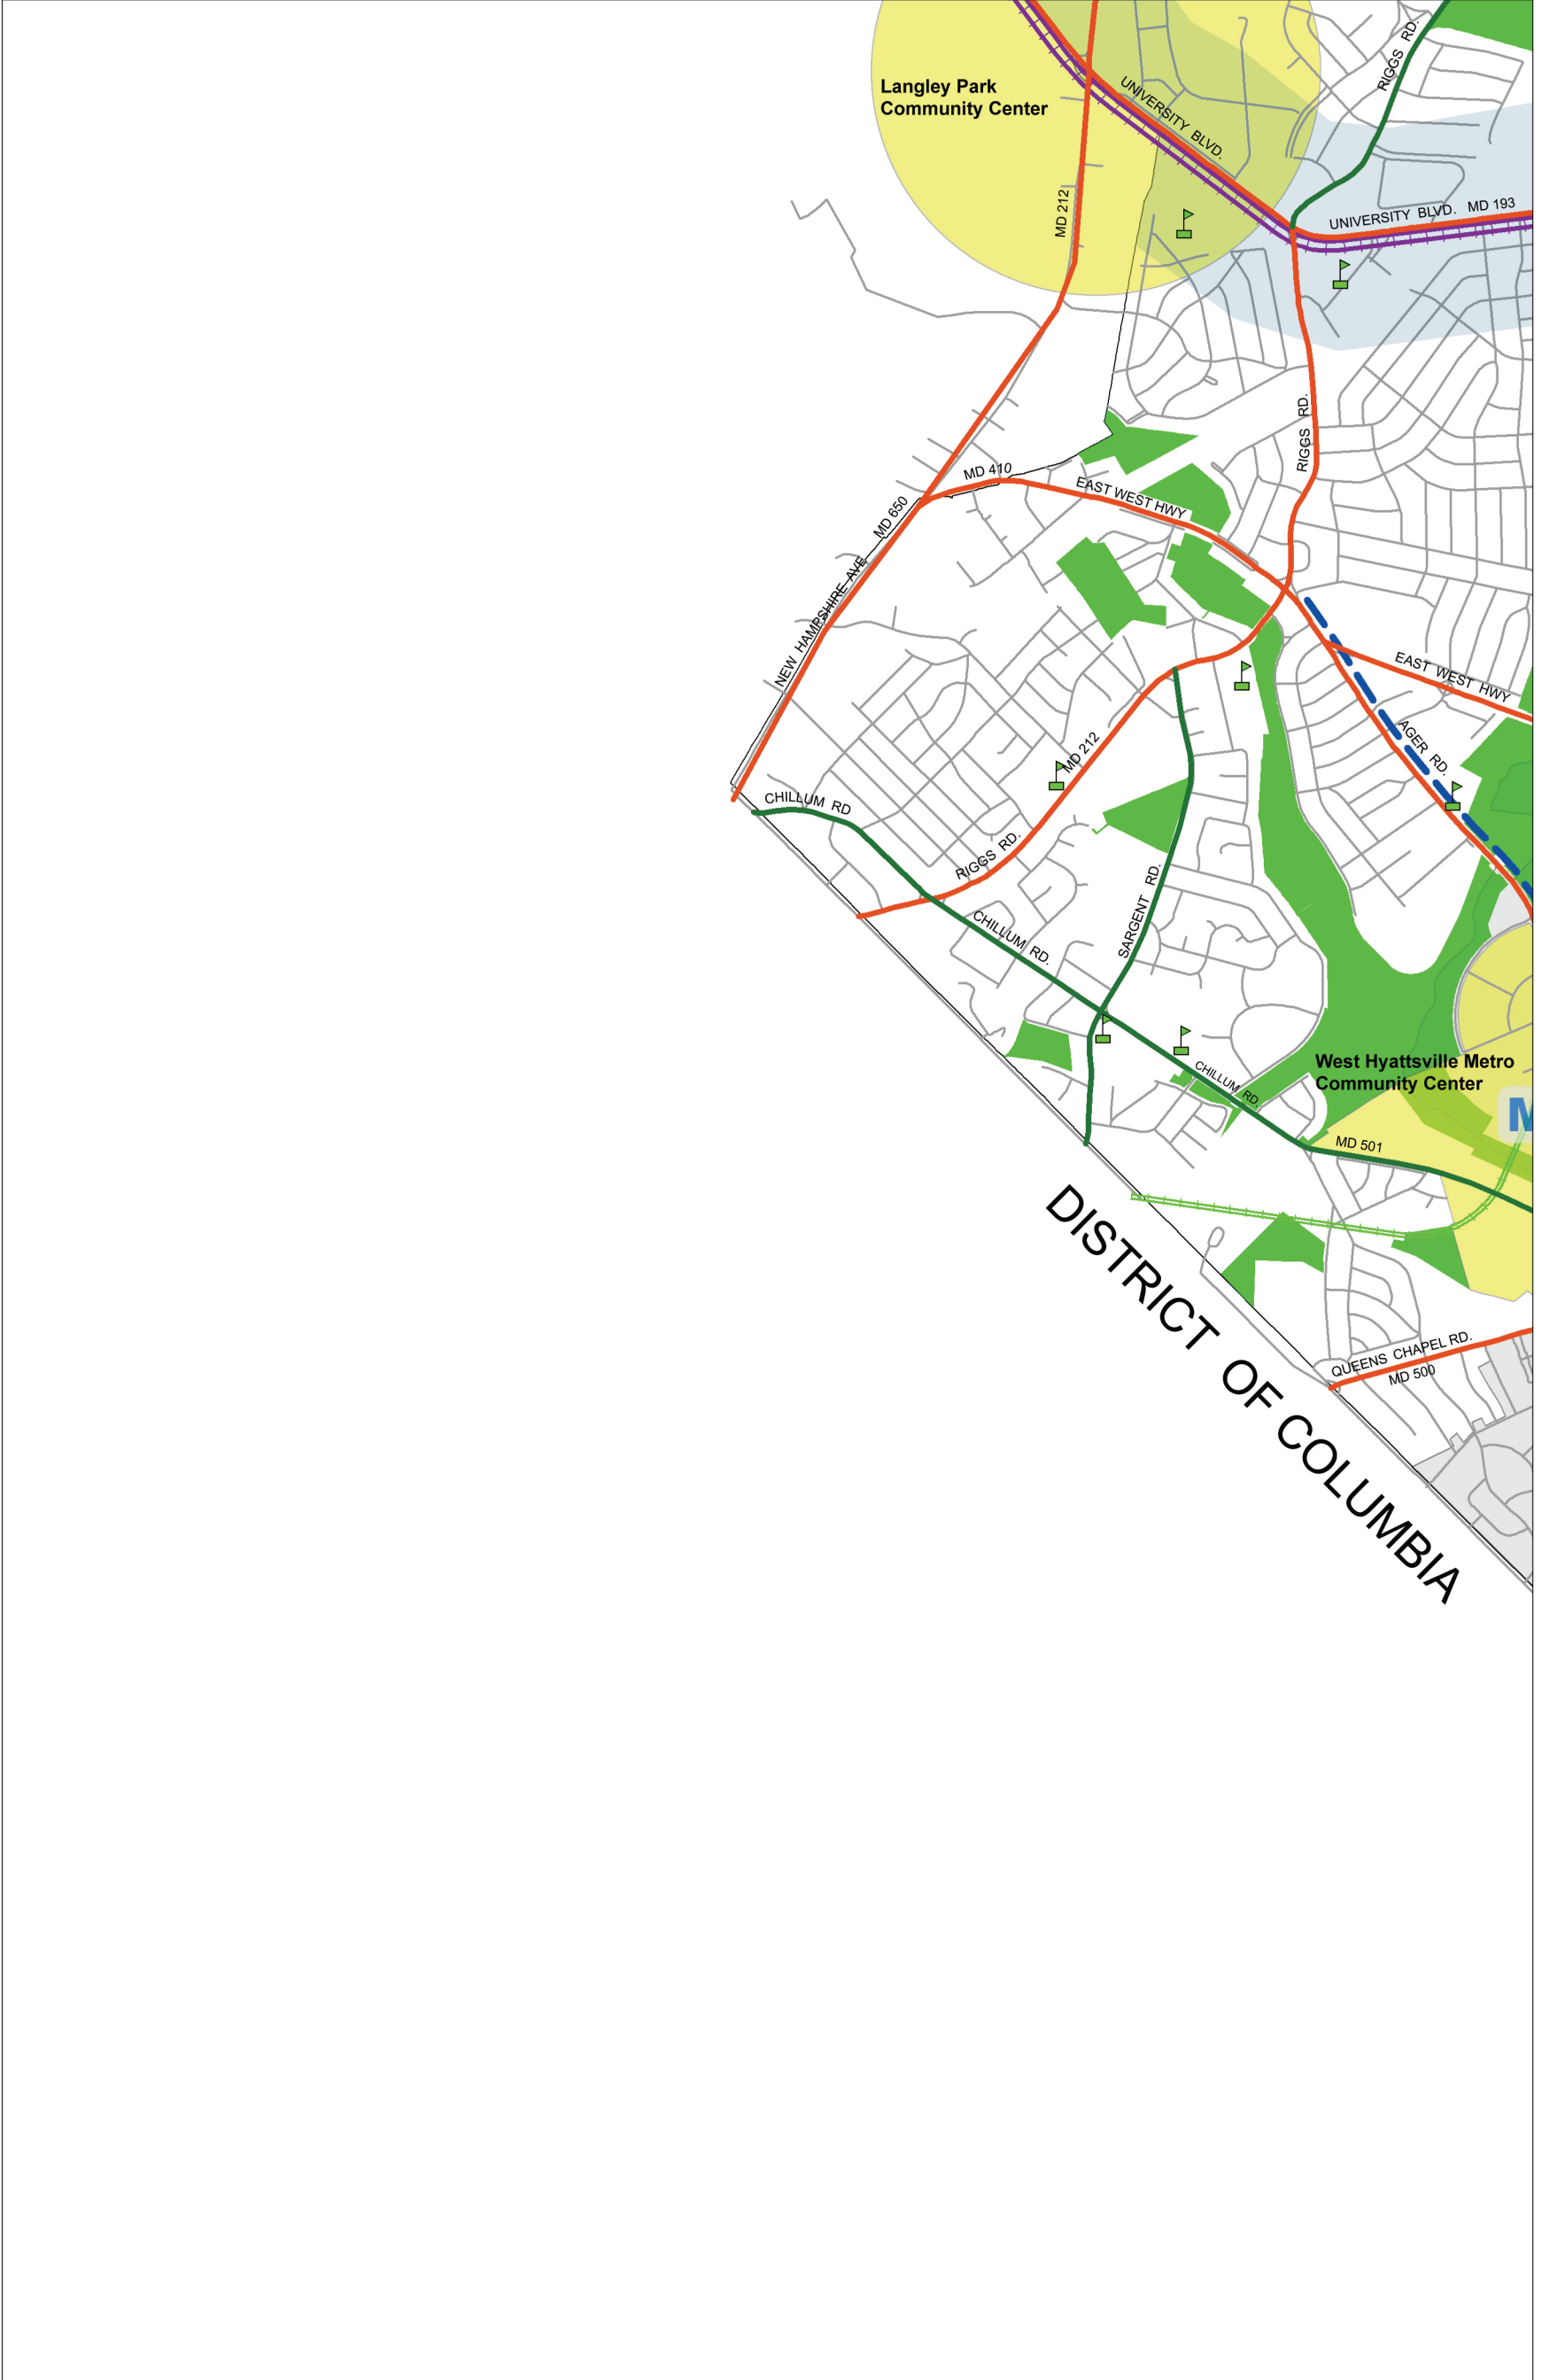 RIGGS RD.
Langley Park
Community Center
UNIVERSITY BLVD.
MD 212
UNIVERSITY BLVD. MD 193
RIGGS RD.
MD 410
EAST WEST HWY
MD 650
NEW HAMPSHIRE AVE
EAST WEST HWY
AGER RD.
MD 212
CHILLUM RD
RIGGS RD.
SARGENT RD.
CHILLUM RD.
West Hyattsville Metro
Community Center
CHILLUM RD.
M
MD 501
DISTRICT OF COLUMBIA
QUEENS CHAPEL RD.
MD 500